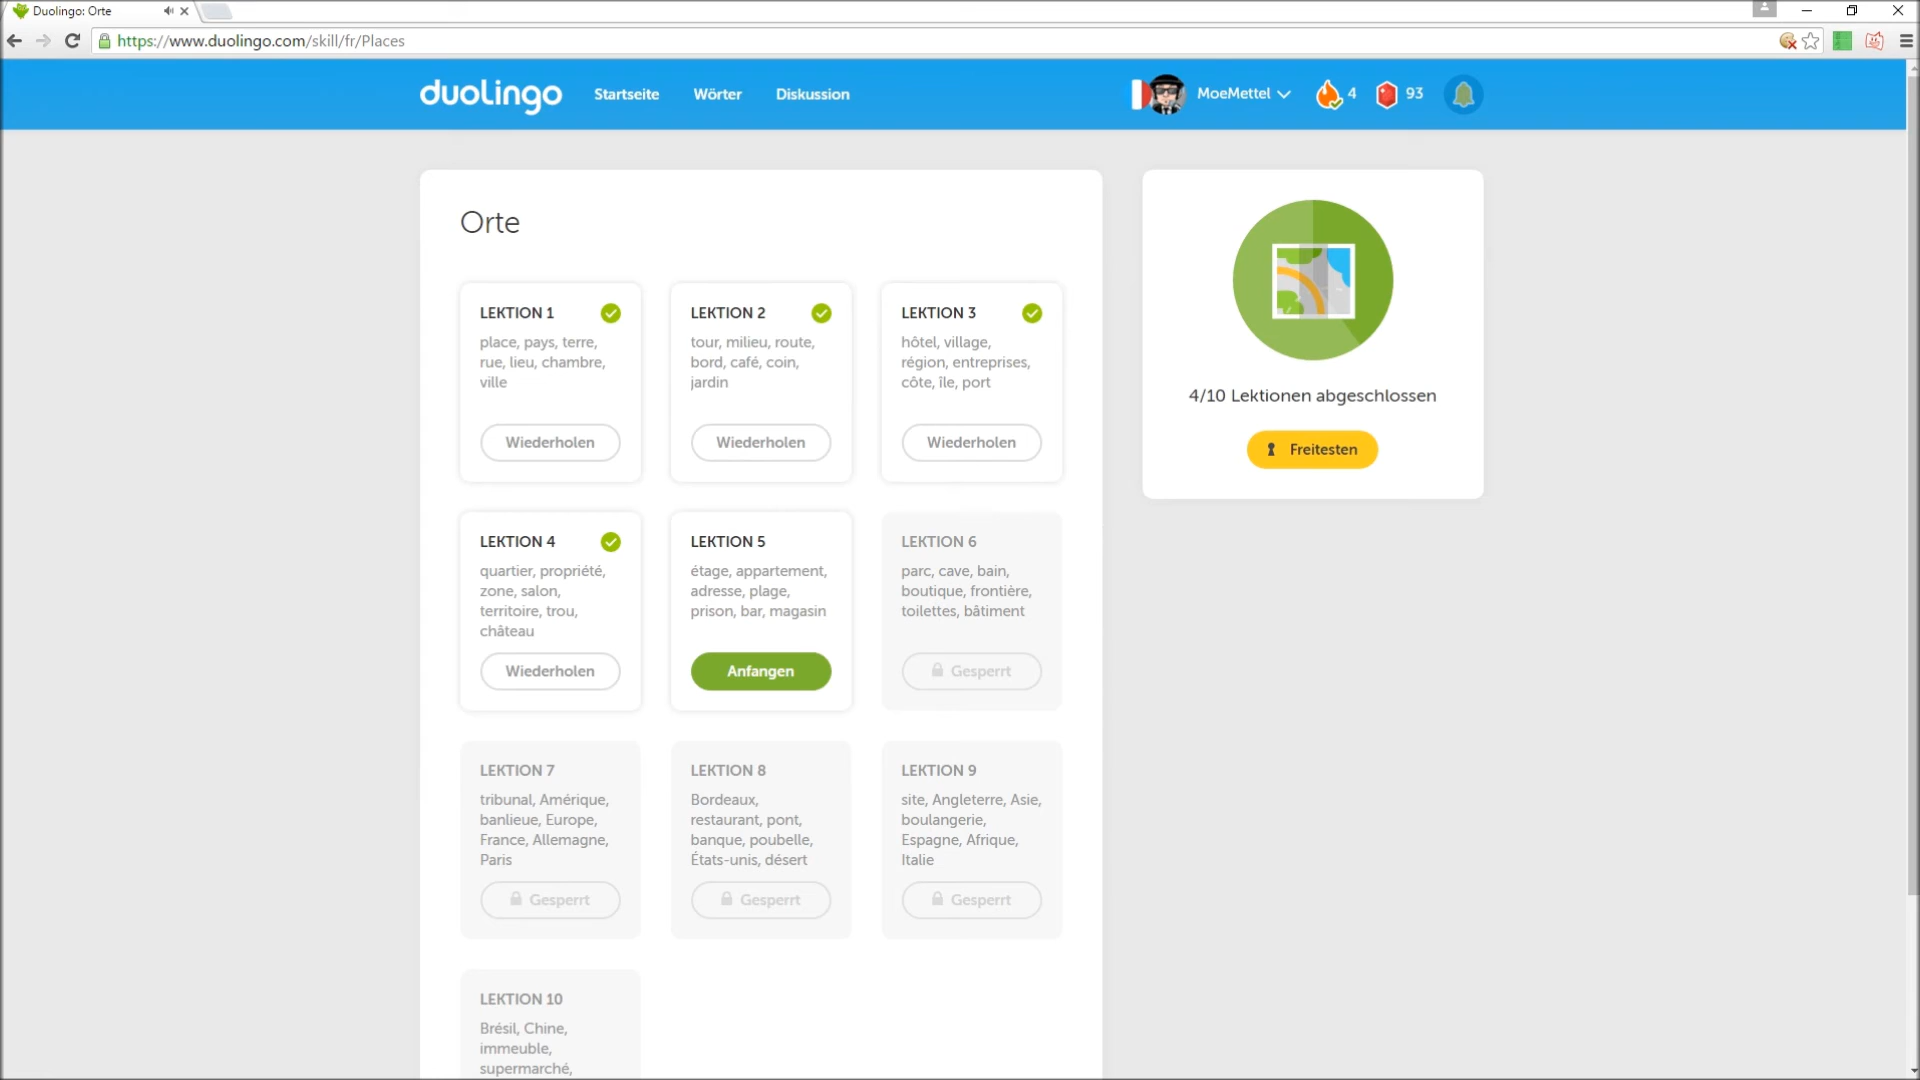 Duolingo: Orte
https://www.duolingo.com/skill/fr/Places
duolingo
Startseite
Wörter
Diskussion
MoeMettel
4
93
Orte
LEKTION 1
place, pays, terre,
rue, lieu, chambre,
ville
Wiederholen
LEKTION 2
tour, milieu, route,
bord, café, coin,
jardin
Wiederholen
LEKTION 3
hôtel, village,
région, entreprises,
côte, île, port
Wiederholen
LEKTION 4
quartier, propriété,
zone, salon,
territoire, trou,
château
Wiederholen
LEKTION 5
étage, appartement,
adresse, plage,
prison, bar, magasin
Anfangen
LEKTION 6
parc, cave, bain,
boutique, frontière,
toilettes, bâtiment
Gesperrt
LEKTION 7
tribunal, Amérique,
banlieue, Europe,
France, Allemagne,
Paris
Gesperrt
LEKTION 8
Bordeaux,
restaurant, pont,
banque, poubelle,
États-unis, désert
Gesperrt
LEKTION 9
site, Angleterre, Asie,
boulangerie,
Espagne, Afrique,
Italie
Gesperrt
LEKTION 10
Brésil, Chine,
immeuble,
supermarché,
4/10 Lektionen abgeschlossen
Freitesten